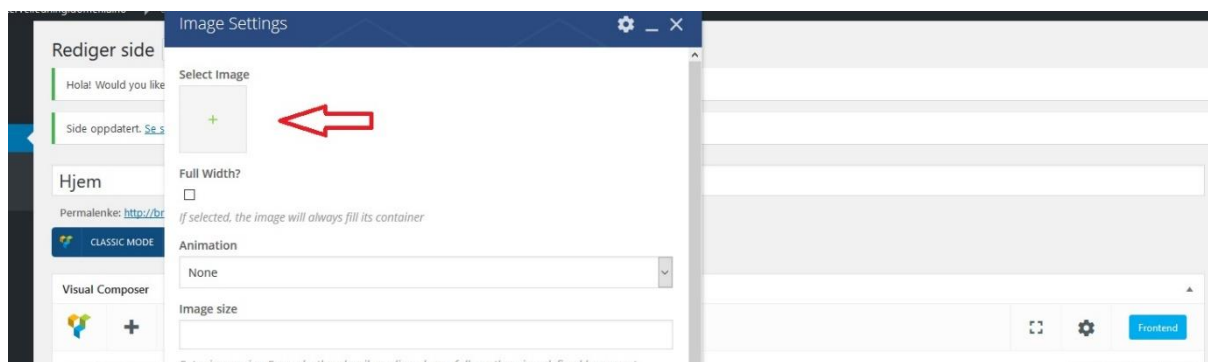 Image Settings
Rediger side
Select Image
Hola! Would you like
Side oppdatert. Se s
Full Width?
Hjem
If selected, the image will always fill its container
Permalenke: http://br
CLASSIC MODE
Animation
None
Visual Composer
Image size
Frontend